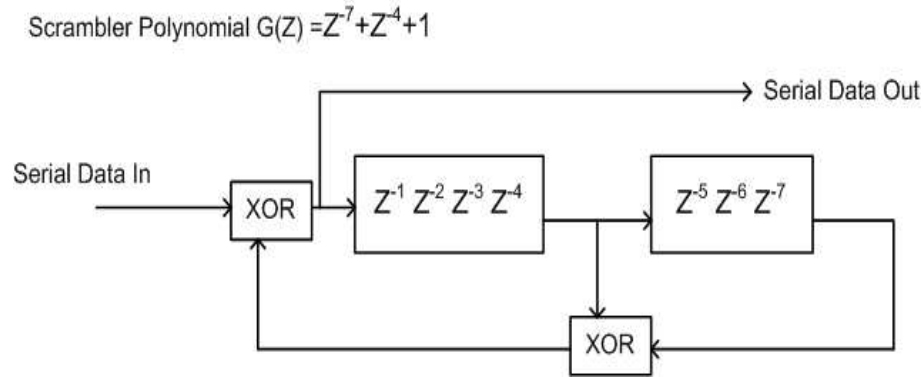 Scrambler Polynomial G(Z) =Z⁻⁷+Z⁻⁴+1
Serial Data Out
Serial Data In
XOR
Z⁻¹ Z⁻² Z⁻³ Z⁻⁴
Z⁻⁵ Z⁻⁶ Z⁻⁷
XOR